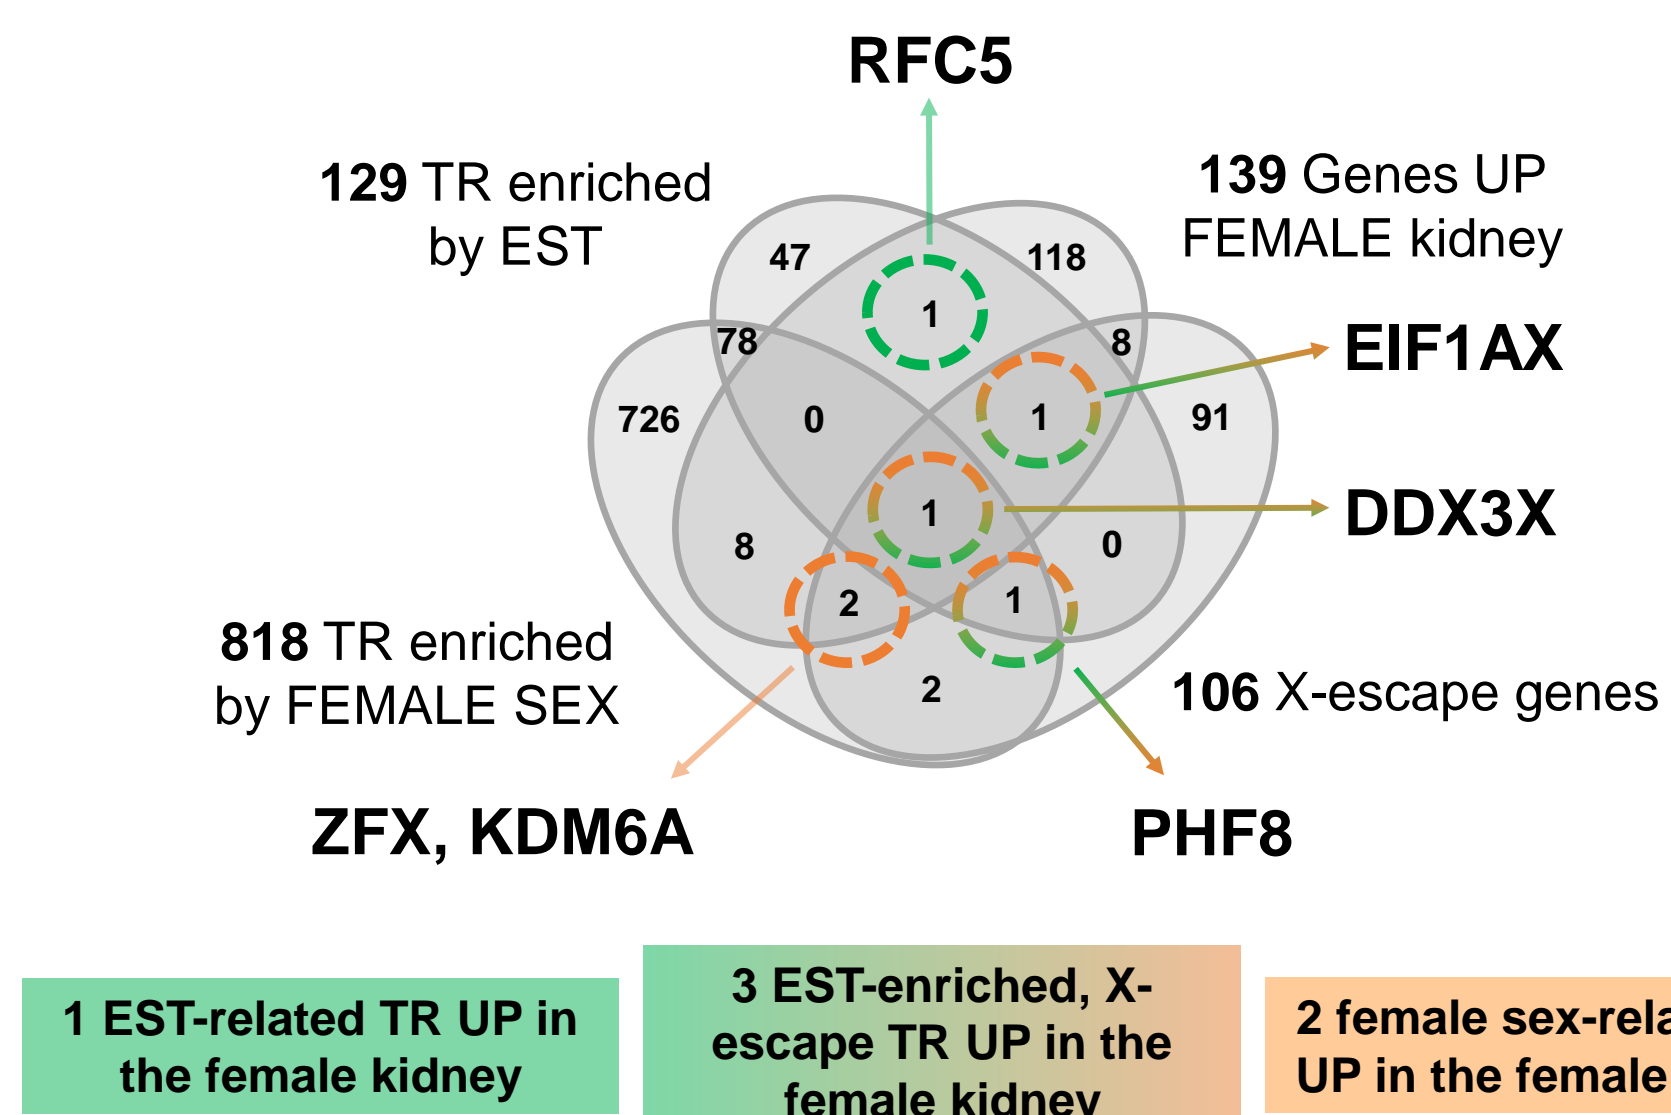 RFC5
129 TR enriched
by EST
139 Genes UP
FEMALE kidney
47
118
1
78
8
EIF1AX
726
0
1
91
DDX3X
1
8
0
2
1
818 TR enriched
by FEMALE SEX
2
106 X-escape genes
ZFX, KDM6A
PHF8
1 EST-related TR UP in
the female kidney
3 EST-enriched, X-
escape TR UP in the
female kidney
2 female sex-rela
UP in the female